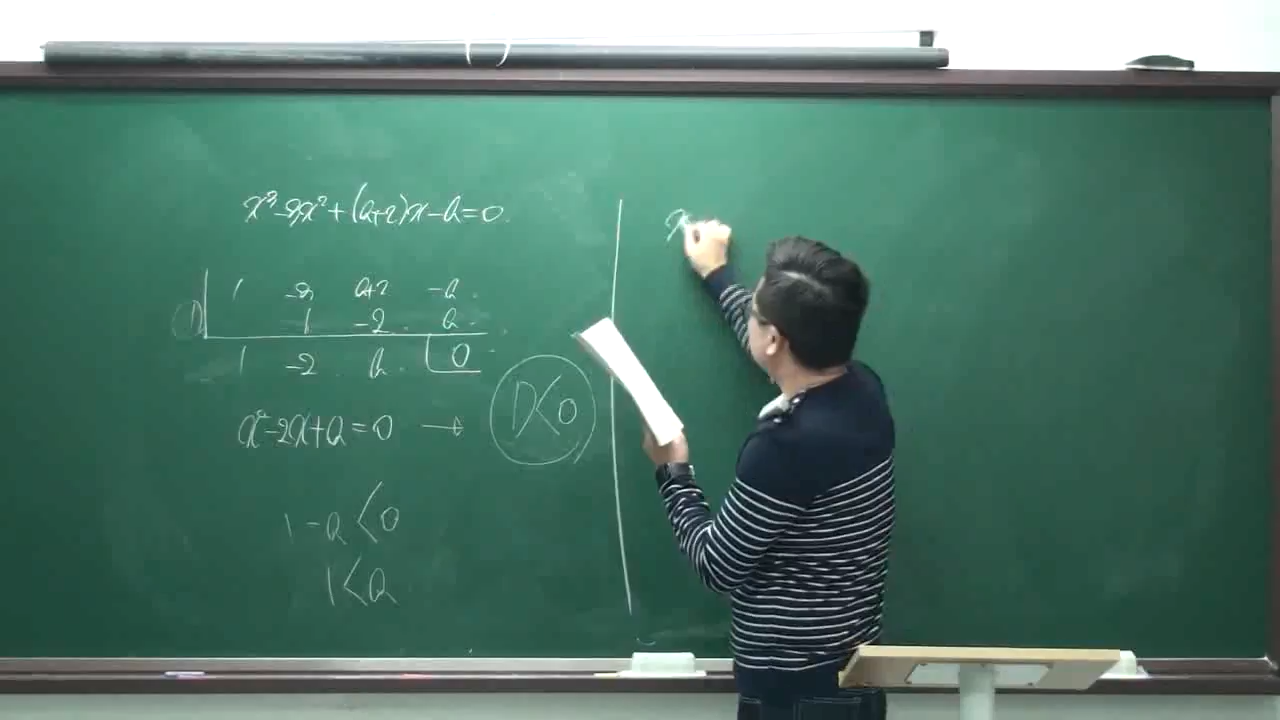 x³-3x²+(a+2)x-a=0.
1 -3 a+2 -a.
1 1 -2. a.
1 -2 a. 0
x²-2x+a=0 → D<0
1-a<0
1<a
x